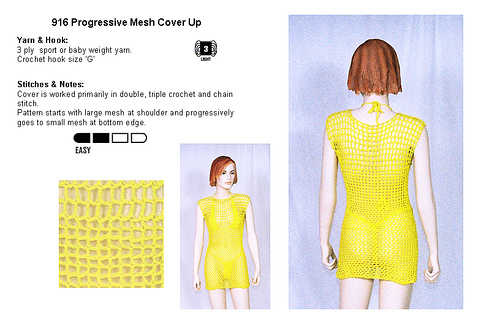 916 Progressive Mesh Cover Up
Yarn & Hook:
3 ply sport or baby weight yarn.
Crochet hook size "G"
3
LIGHT
Stitches & Notes:
Cover is worked primarily in double, triple crochet and chain
stitch.
Pattern starts with large mesh at shoulder and progressively
goes to small mesh at bottom edge.
EASY